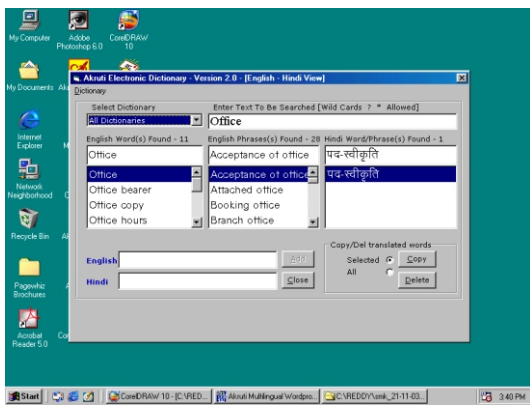 My Computer
Adobe Photoshop 6.0
CorelDRAW 10
My Documents
Internet Explorer
Network Neighborhood
Recycle Bin
Pagewhiz Brochures
Acrobat Reader 5.0
Akruti Electronic Dictionary - Version 2.0 - [English - Hindi View]
Dictionary
Select Dictionary
Enter Text To Be Searched [Wild Cards ? * Allowed]
All Dictionaries
Office
English Word(s) Found - 11
English Phrases(s) Found - 28
Hindi Word/Phrase(s) Found - 1
Office
Acceptance of office
पद-स्वीकृति
Office
Acceptance of office
पद-स्वीकृति
Office bearer
Attached office
Office copy
Booking office
Office hours
Branch office
Copy/Del translated words
English
Add
Selected
Copy
All
Hindi
Close
Delete
Start
CorelDRAW 10 - [C:\RED...
Akruti Multilingual Wordpro...
C:\REDDY\smk_21-11-03...
3:40 PM